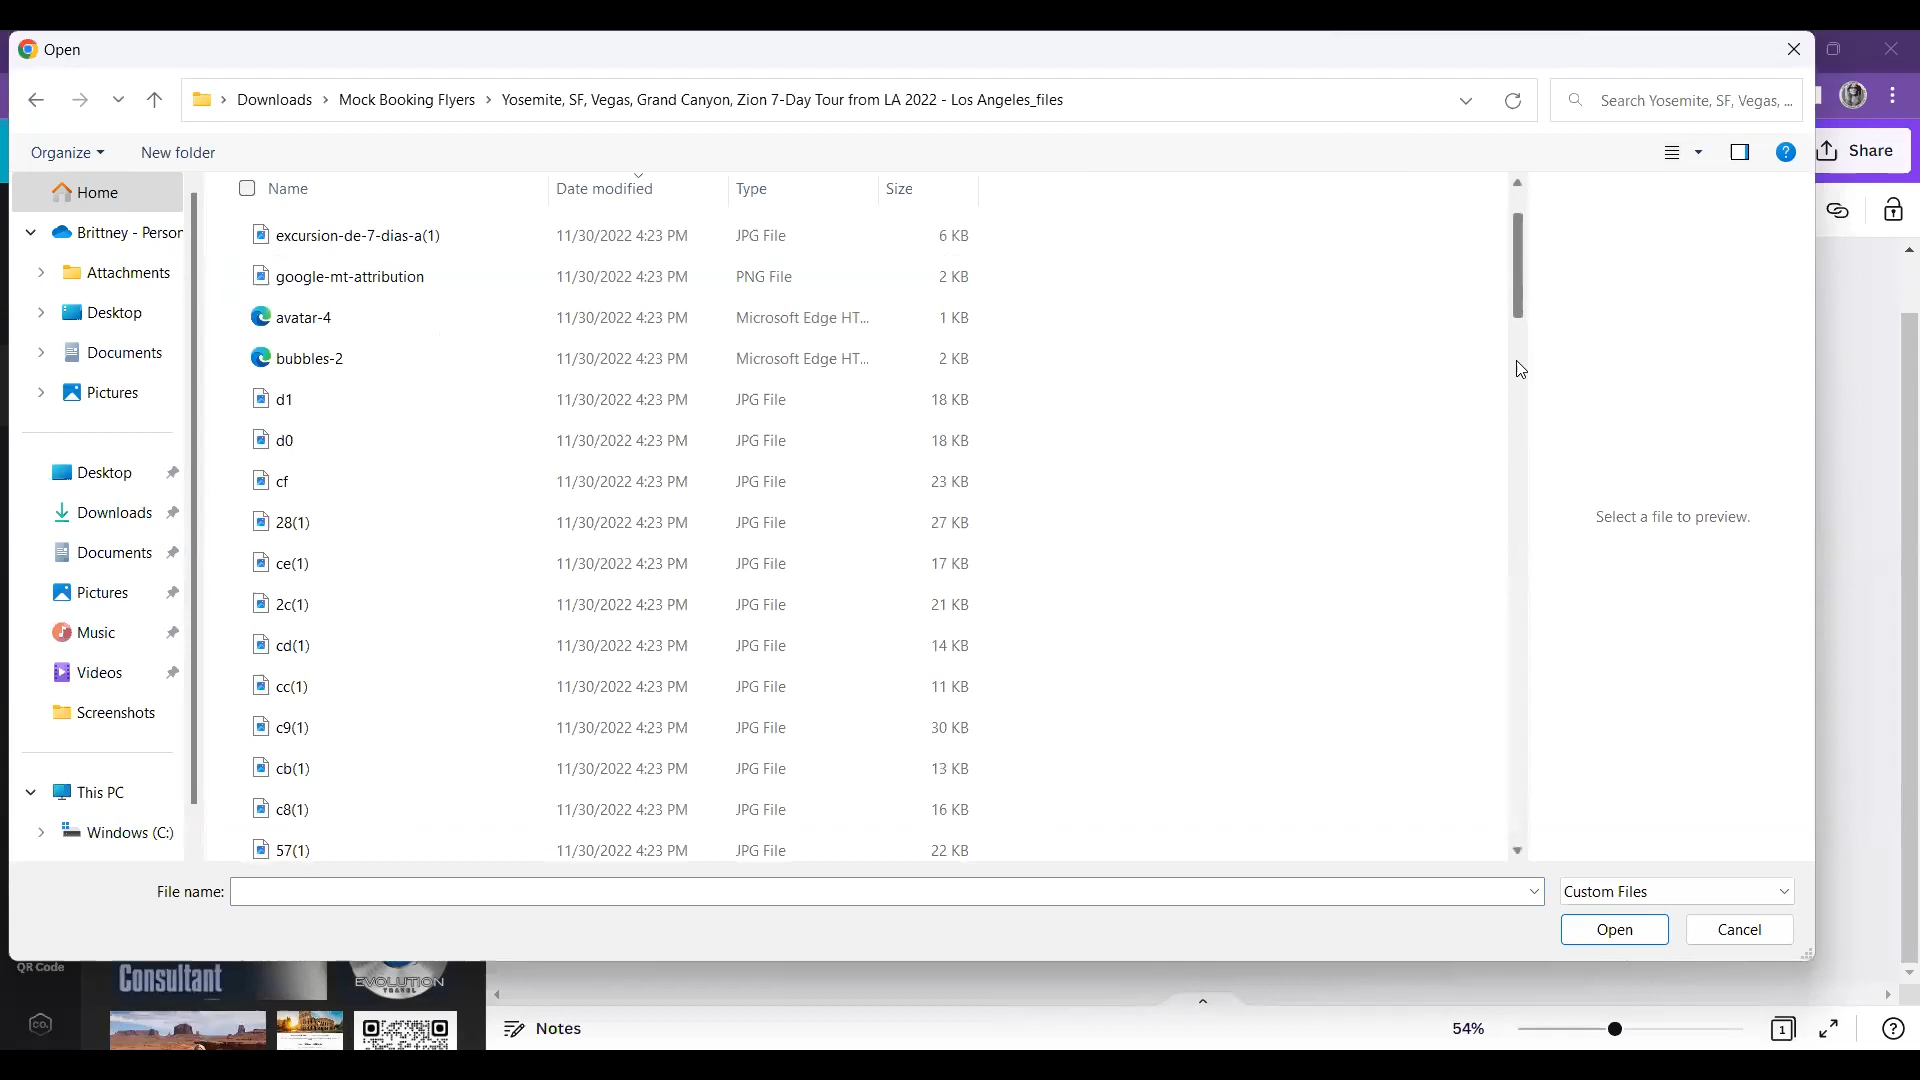 Open
Downloads > Mock Booking Flyers > Yosemite, SF, Vegas, Grand Canyon, Zion 7-Day Tour from LA 2022 - Los Angeles_files
Search Yosemite, SF, Vegas, ...
Organize
New folder
Share
Name Date modified Type Size
Home
Brittney - Person
Attachments
Desktop
Documents
Pictures
Desktop
Downloads
Documents
Pictures
Music
Videos
Screenshots
This PC
Windows (C:)
excursion-de-7-dias-a(1) 11/30/2022 4:23 PM JPG File 6 KB
google-mt-attribution 11/30/2022 4:23 PM PNG File 2 KB
avatar-4 11/30/2022 4:23 PM Microsoft Edge HT... 1 KB
bubbles-2 11/30/2022 4:23 PM Microsoft Edge HT... 2 KB
d1 11/30/2022 4:23 PM JPG File 18 KB
d0 11/30/2022 4:23 PM JPG File 18 KB
cf 11/30/2022 4:23 PM JPG File 23 KB
28(1) 11/30/2022 4:23 PM JPG File 27 KB
ce(1) 11/30/2022 4:23 PM JPG File 17 KB
2c(1) 11/30/2022 4:23 PM JPG File 21 KB
cd(1) 11/30/2022 4:23 PM JPG File 14 KB
cc(1) 11/30/2022 4:23 PM JPG File 11 KB
c9(1) 11/30/2022 4:23 PM JPG File 30 KB
cb(1) 11/30/2022 4:23 PM JPG File 13 KB
c8(1) 11/30/2022 4:23 PM JPG File 16 KB
57(1) 11/30/2022 4:23 PM JPG File 22 KB
Select a file to preview.
File name:
Custom Files
Open
Cancel
QR Code
Consultant
EVOLUTION
TRAVEL
CO.
Notes
54%
1